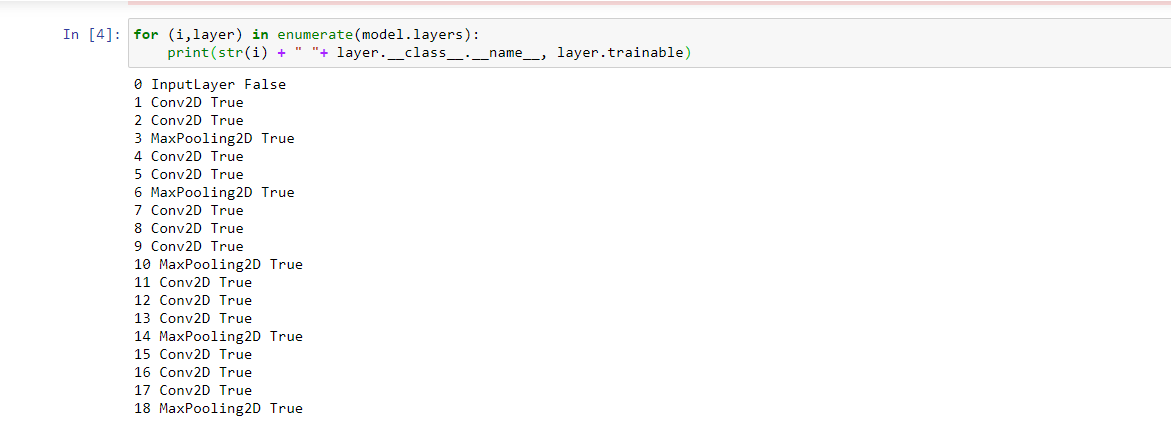 In [4]: for (i,layer) in enumerate(model.layers):
    print(str(i) + " "+ layer.__class__.__name__, layer.trainable)
0 InputLayer False
1 Conv2D True
2 Conv2D True
3 MaxPooling2D True
4 Conv2D True
5 Conv2D True
6 MaxPooling2D True
7 Conv2D True
8 Conv2D True
9 Conv2D True
10 MaxPooling2D True
11 Conv2D True
12 Conv2D True
13 Conv2D True
14 MaxPooling2D True
15 Conv2D True
16 Conv2D True
17 Conv2D True
18 MaxPooling2D True